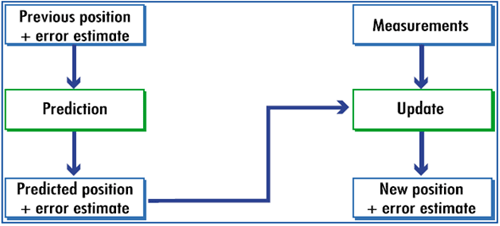 Previous position
+ error estimate
Measurements
Prediction
Update
Predicted position
+ error estimate
New position
+ error estimate